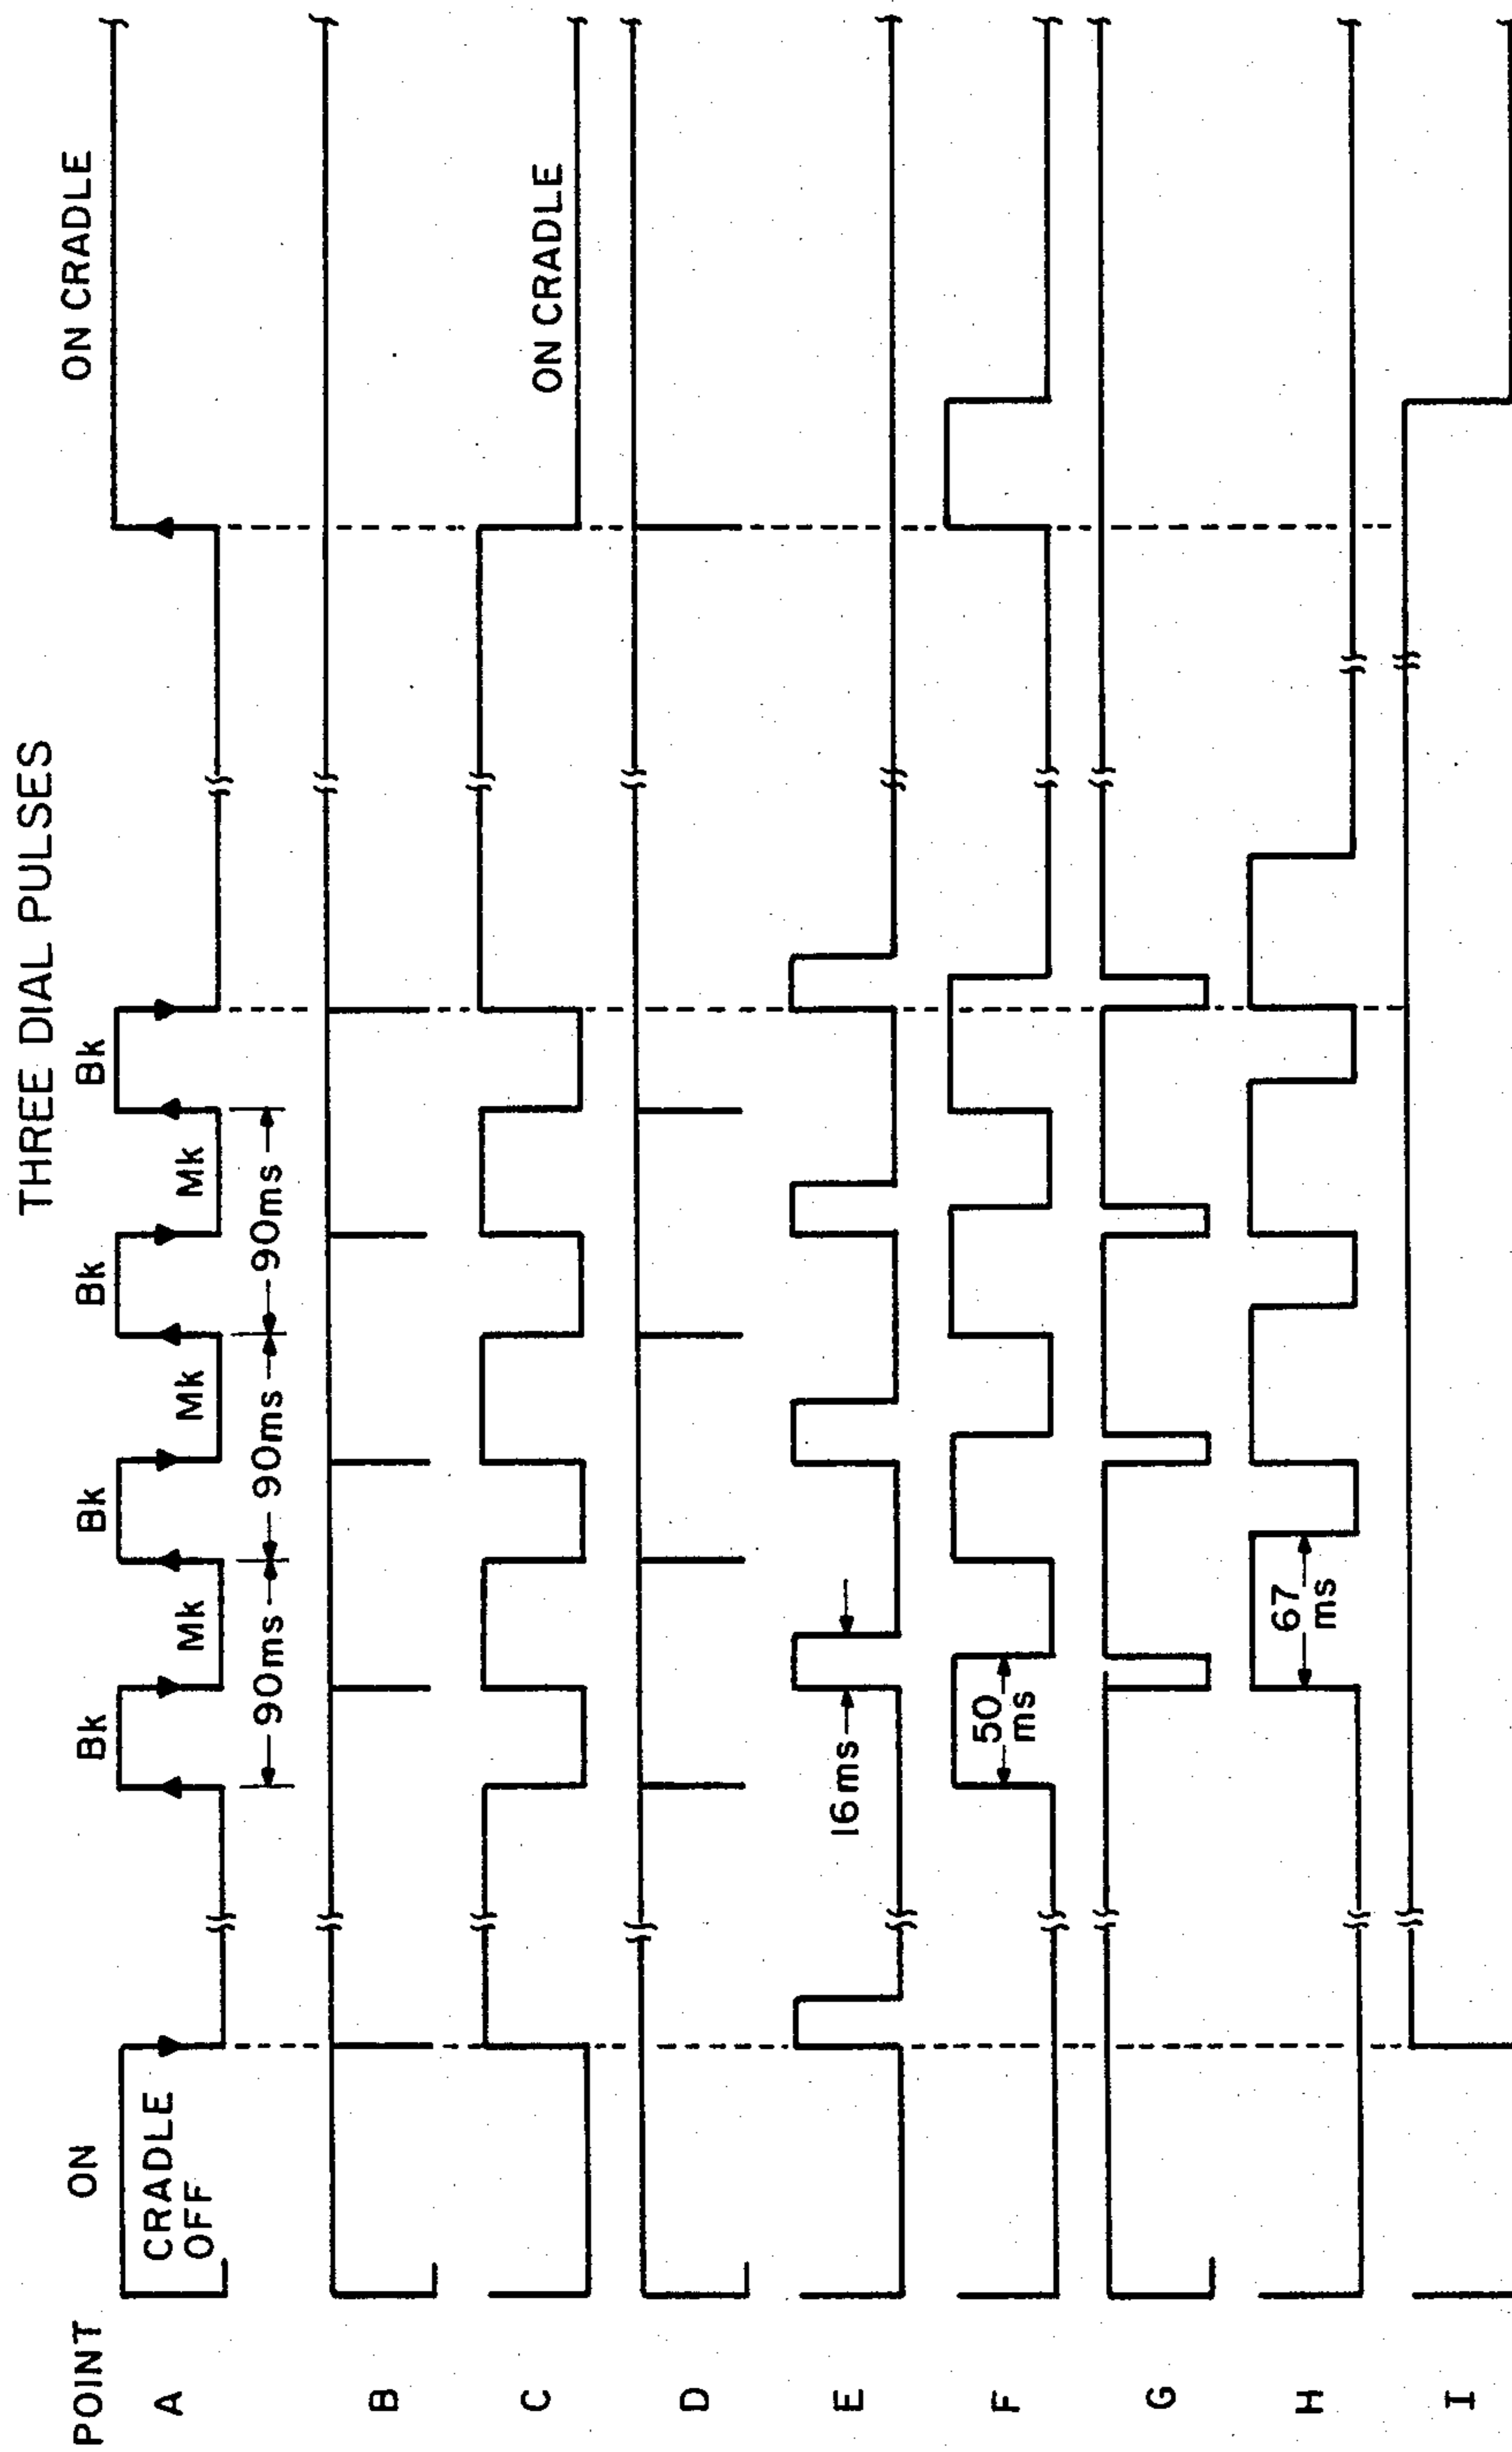 THREE DIAL PULSES
POINT
ON
Bk
Bk
Bk
Bk
ON CRADLE
A
CRADLE
OFF
Mk
Mk
Mk
90ms
90ms
90ms
B
C
ON CRADLE
D
E
16ms
F
50
ms
G
H
67
ms
I